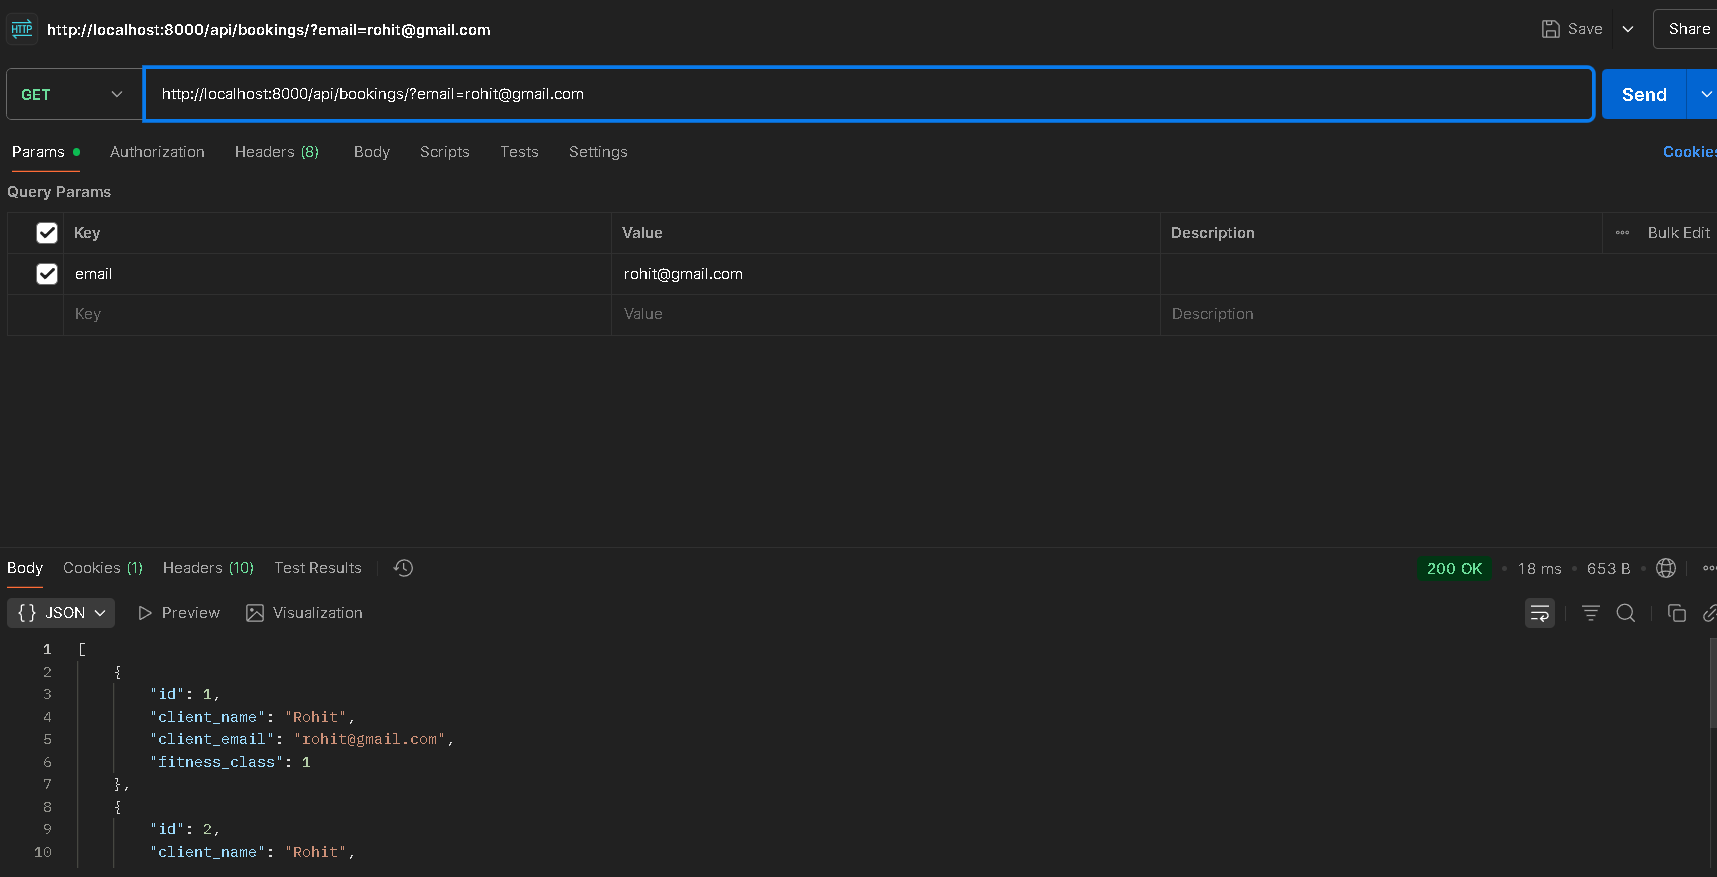 HTTP http://localhost:8000/api/bookings/?email=rohit@gmail.com Save Share
GET http://localhost:8000/api/bookings/?email=rohit@gmail.com Send
Params Authorization Headers (8) Body Scripts Tests Settings Cookies
Query Params
Key Value Description Bulk Edit
email rohit@gmail.com
Key Value Description
Body Cookies (1) Headers (10) Test Results 200 OK 18 ms 653 B
{} JSON Preview Visualization
1 [
2 {
3 "id": 1,
4 "client_name": "Rohit",
5 "client_email": "rohit@gmail.com",
6 "fitness_class": 1
7 },
8 {
9 "id": 2,
10 "client_name": "Rohit",